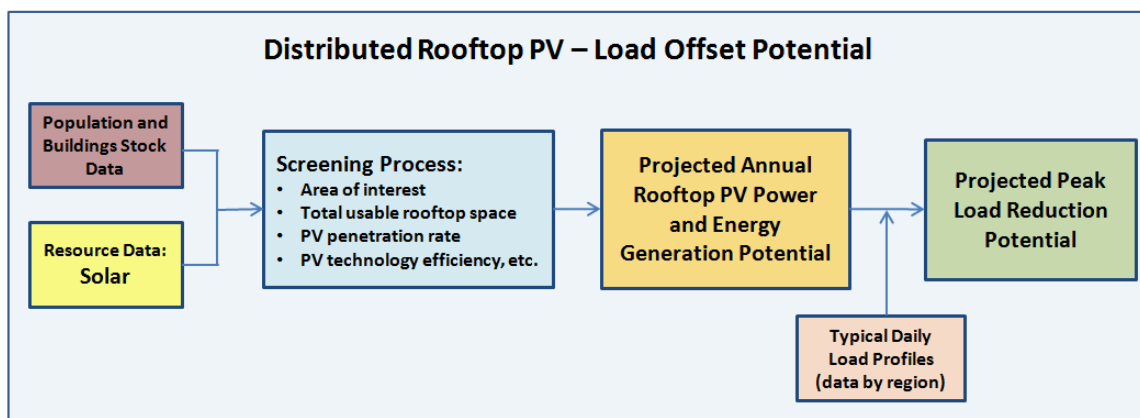 Distributed Rooftop PV – Load Offset Potential
Population and
Buildings Stock
Data
Resource Data:
Solar
Screening Process:
• Area of interest
• Total usable rooftop space
• PV penetration rate
• PV technology efficiency, etc.
Projected Annual
Rooftop PV Power
and Energy
Generation Potential
Projected Peak
Load Reduction
Potential
Typical Daily
Load Profiles
(data by region)